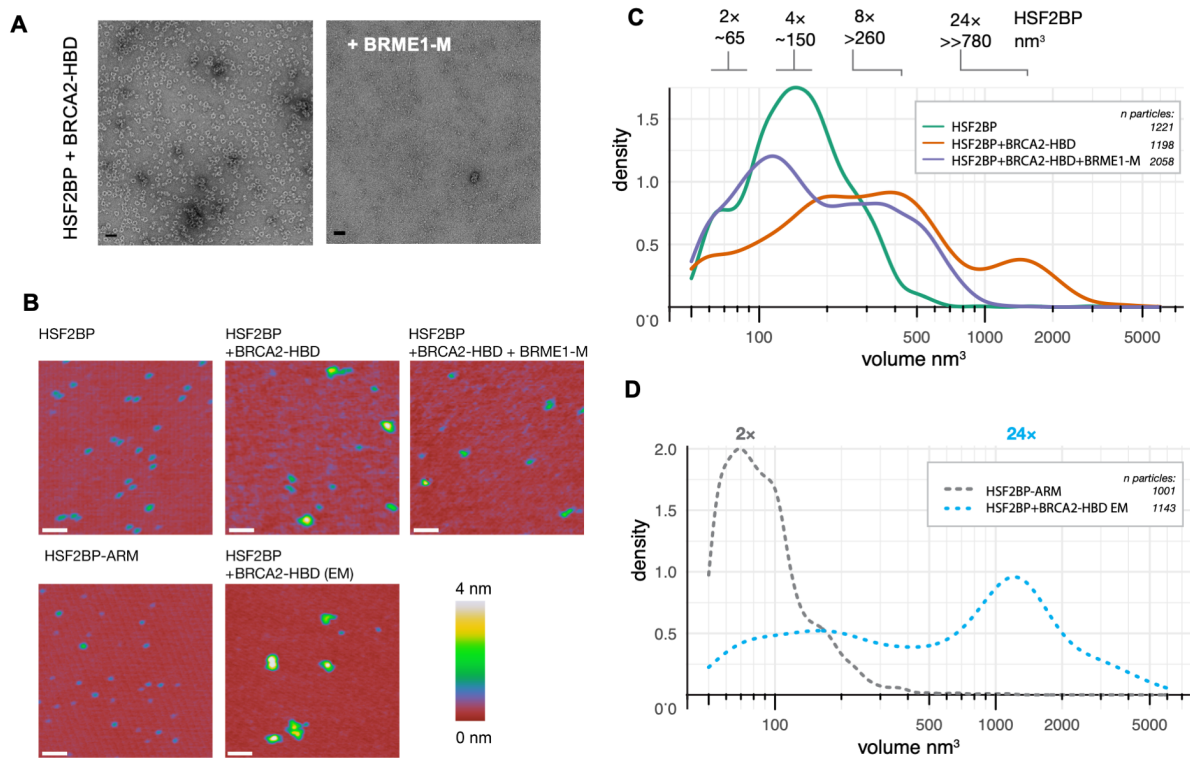 A
HSF2BP + BRCA2-HBD
+ BRME1-M
B
HSF2BP
HSF2BP
+BRCA2-HBD
HSF2BP
+BRCA2-HBD + BRME1-M
HSF2BP-ARM
HSF2BP
+BRCA2-HBD (EM)
4 nm
0 nm
C
2× 4× 8× 24× HSF2BP
~65 ~150 >260 >>780 nm³
density
1.5
1.0
0.5
0.0
n particles:
HSF2BP 1221
HSF2BP+BRCA2-HBD 1198
HSF2BP+BRCA2-HBD+BRME1-M 2058
100 500 1000 2000 5000
volume nm³
D
2× 24×
density
2.0
1.5
1.0
0.5
0.0
n particles:
HSF2BP-ARM 1001
HSF2BP+BRCA2-HBD EM 1143
100 500 1000 2000 5000
volume nm³